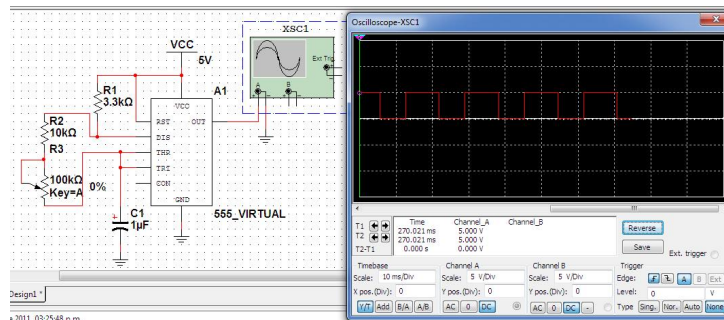 XSC1
Ext Trig
A B
VCC
5V
R1
3.3kΩ
A1
VCC
RST OUT
DIS
THR
TRI
CON
GND
R2
10kΩ
R3
100kΩ
Key=A
0%
C1
1µF
555_VIRTUAL
Design1 *
2011, 03:25:48 p.m.
Oscilloscope-XSC1
Time Channel_A Channel_B
T1 270.021 ms 5.000 V
T2 270.021 ms 5.000 V
T2-T1 0.000 s 0.000 V
Reverse
Save
Ext. trigger
Timebase
Scale: 10 ms/Div
X pos.(Div): 0
Y/T Add B/A A/B
Channel A
Scale: 5 V/Div
Y pos.(Div): 0
AC 0 DC
Channel B
Scale: 5 V/Div
Y pos.(Div): 0
AC 0 DC -
Trigger
Edge: A B Ext
Level: 0 V
Type Sing. Nor. Auto None